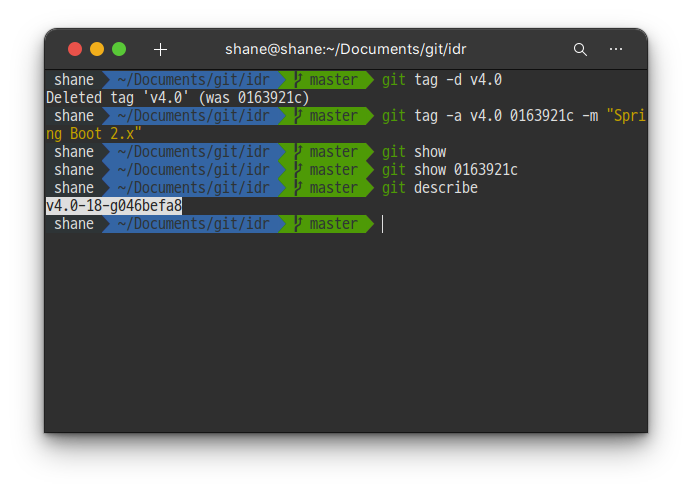 shane@shane:~/Documents/git/idr
shane ~/Documents/git/idr master git tag -d v4.0
Deleted tag 'v4.0' (was 0163921c)
shane ~/Documents/git/idr master git tag -a v4.0 0163921c -m "Spri
ng Boot 2.x"
shane ~/Documents/git/idr master git show
shane ~/Documents/git/idr master git show 0163921c
shane ~/Documents/git/idr master git describe
v4.0-18-g046befa8
shane ~/Documents/git/idr master